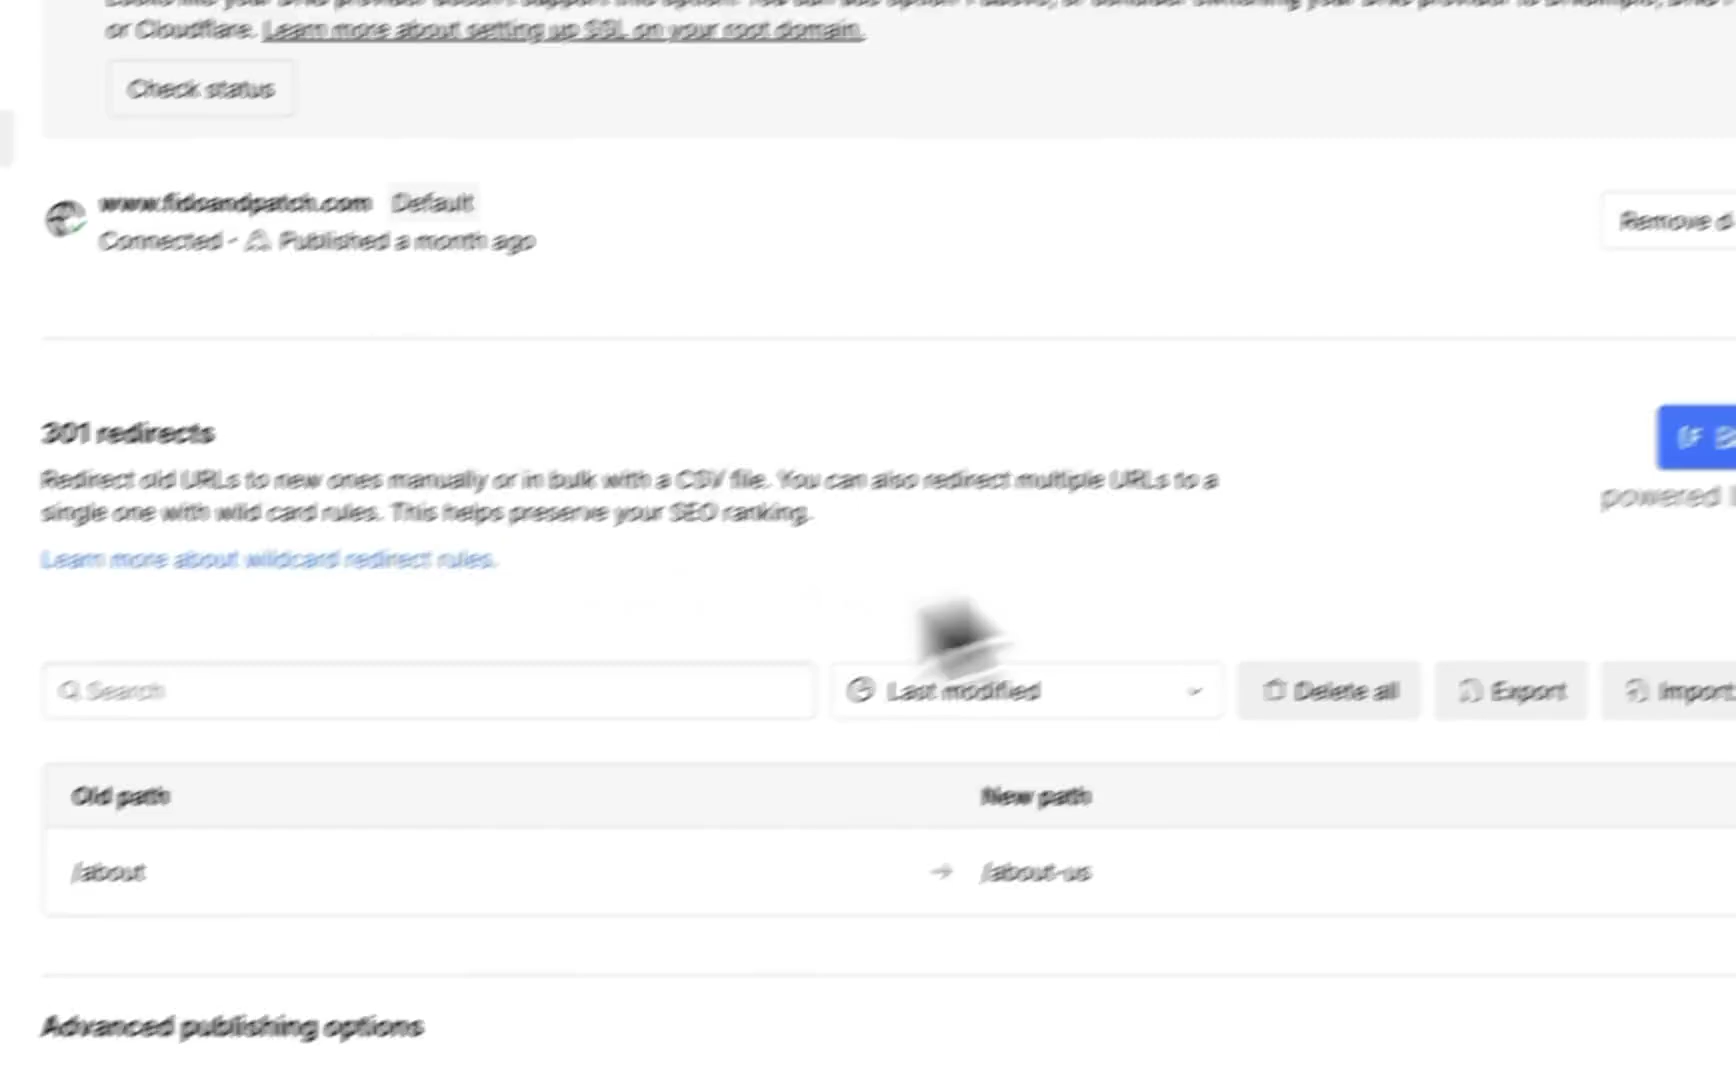 or Cloudflare. Learn more about setting up SSL on your root domain.
Check status
www.fidoandpatch.com Default
Connected · Published a month ago
Remove d
301 redirects
Redirect old URLs to new ones manually or in bulk with a CSV file. You can also redirect multiple URLs to a
single one with wild card rules. This helps preserve your SEO ranking.
powered
Learn more about wildcard redirect rules.
Search
Last modified
Delete all
Export
Import
Old path
New path
/about
→ /about-us
Advanced publishing options